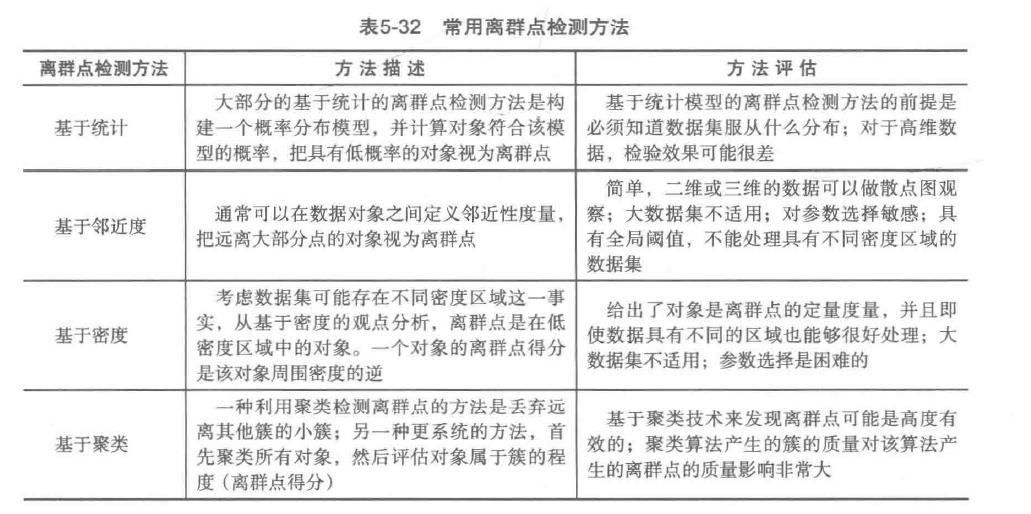 表5-32 常用离群点检测方法
离群点检测方法 方法描述 方法评估
基于统计
大部分的基于统计的离群点检测方法是构
建一个概率分布模型，并计算对象符合该模
型的概率，把具有低概率的对象视为离群点
基于统计模型的离群点检测方法的前提是
必须知道数据集服从什么分布；对于高维数
据，检验效果可能很差
基于邻近度
通常可以在数据对象之间定义邻近性度量，
把远离大部分点的对象视为离群点
简单，二维或三维的数据可以做散点图观
察；大数据集不适用；对参数选择敏感；具
有全局阈值，不能处理具有不同密度区域的
数据集
基于密度
考虑数据集可能存在不同密度区域这一事
实，从基于密度的观点分析，离群点是在低
密度区域中的对象。一个对象的离群点得分
是该对象周围密度的逆
给出了对象是离群点的定量度量，并且即
使数据具有不同的区域也能够很好处理；大
数据集不适用；参数选择是困难的
基于聚类
一种利用聚类检测离群点的方法是丢弃远
离其他簇的小簇；另一种更系统的方法，首
先聚类所有对象，然后评估对象属于簇的程
度（离群点得分）
基于聚类技术来发现离群点可能是高度有
效的；聚类算法产生的簇的质量对该算法产
生的离群点的质量影响非常大